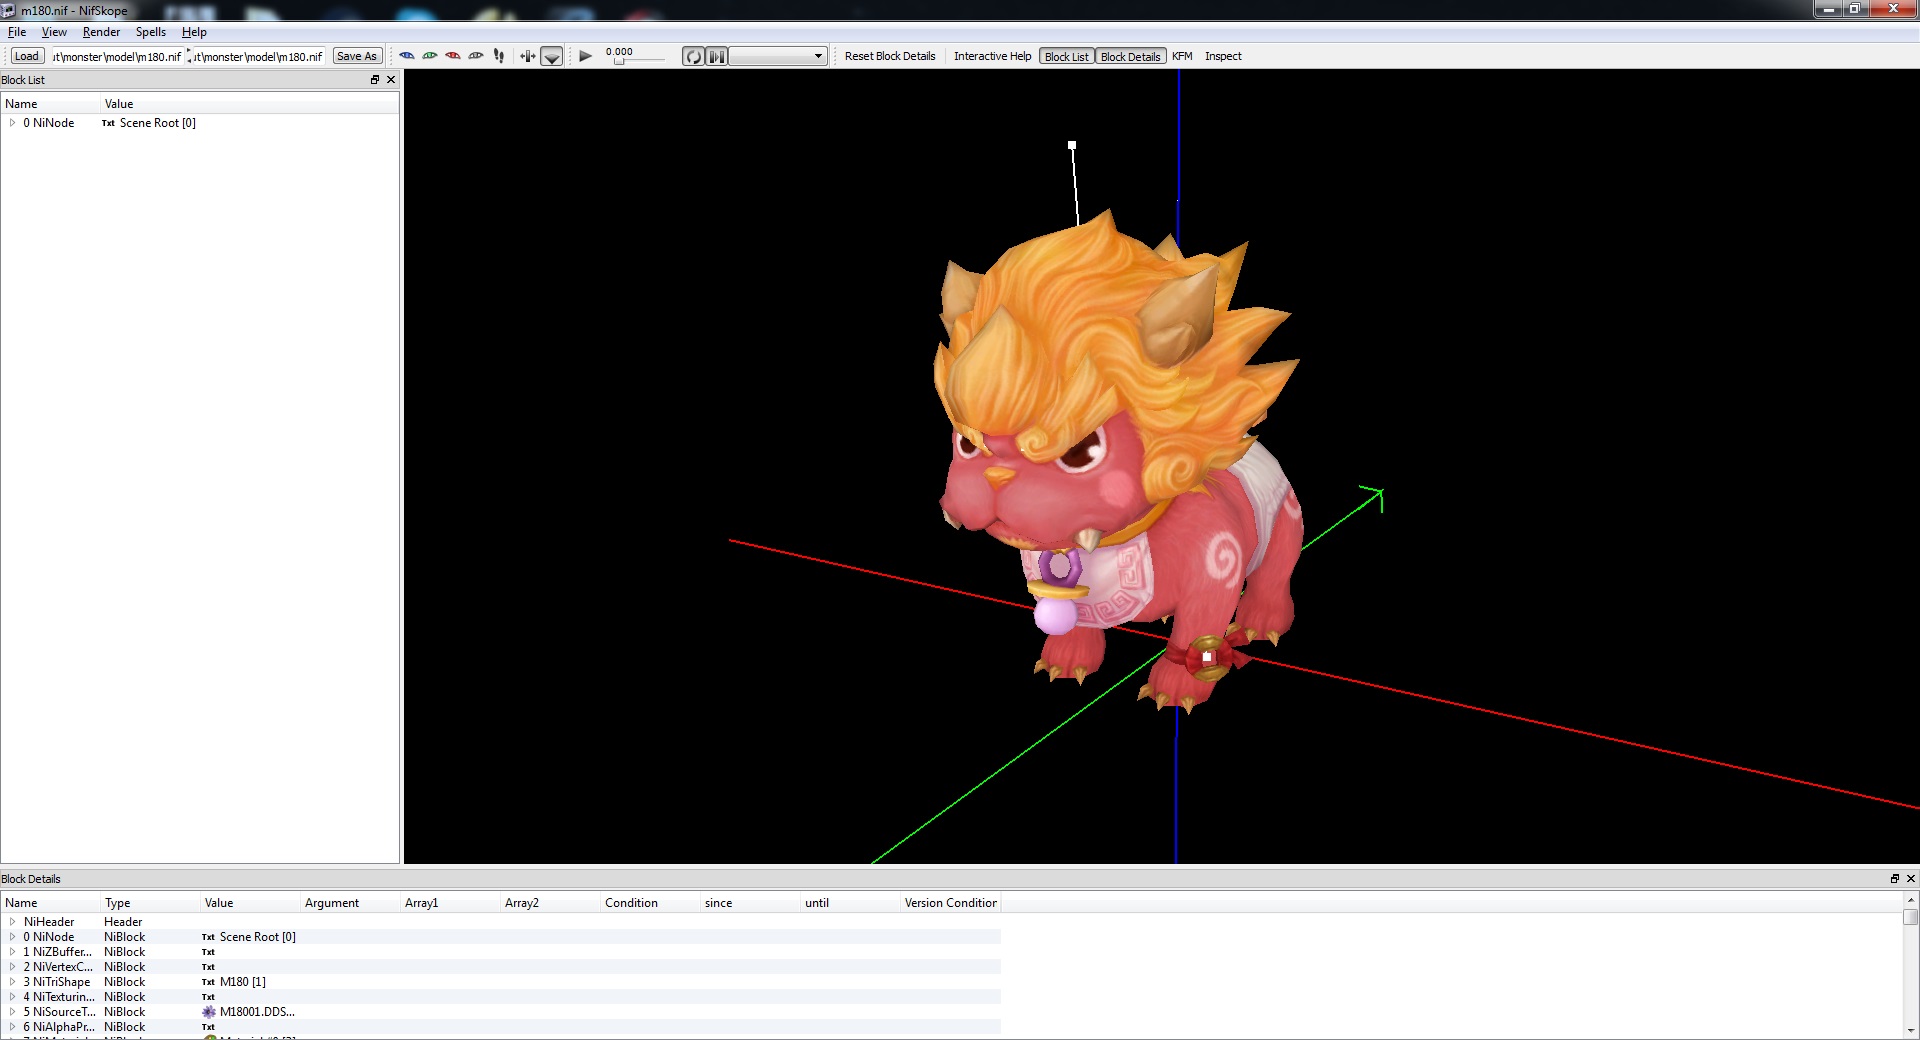 m180.nif - NifSkope
File View Render Spells Help
Load ut\monster\model\m180.nif ut\monster\model\m180.nif Save As 0.000 Reset Block Details Interactive Help Block List Block Details KFM Inspect
Block List
Name Value
0 NiNode Txt Scene Root [0]
Block Details
Name Type Value Argument Array1 Array2 Condition since until Version Condition
NiHeader Header
0 NiNode NiBlock Txt Scene Root [0]
1 NiZBuffer... NiBlock Txt
2 NiVertexC... NiBlock Txt
3 NiTriShape NiBlock Txt M180 [1]
4 NiTexturin... NiBlock Txt
5 NiSourceT... NiBlock M18001.DDS...
6 NiAlphaPr... NiBlock Txt